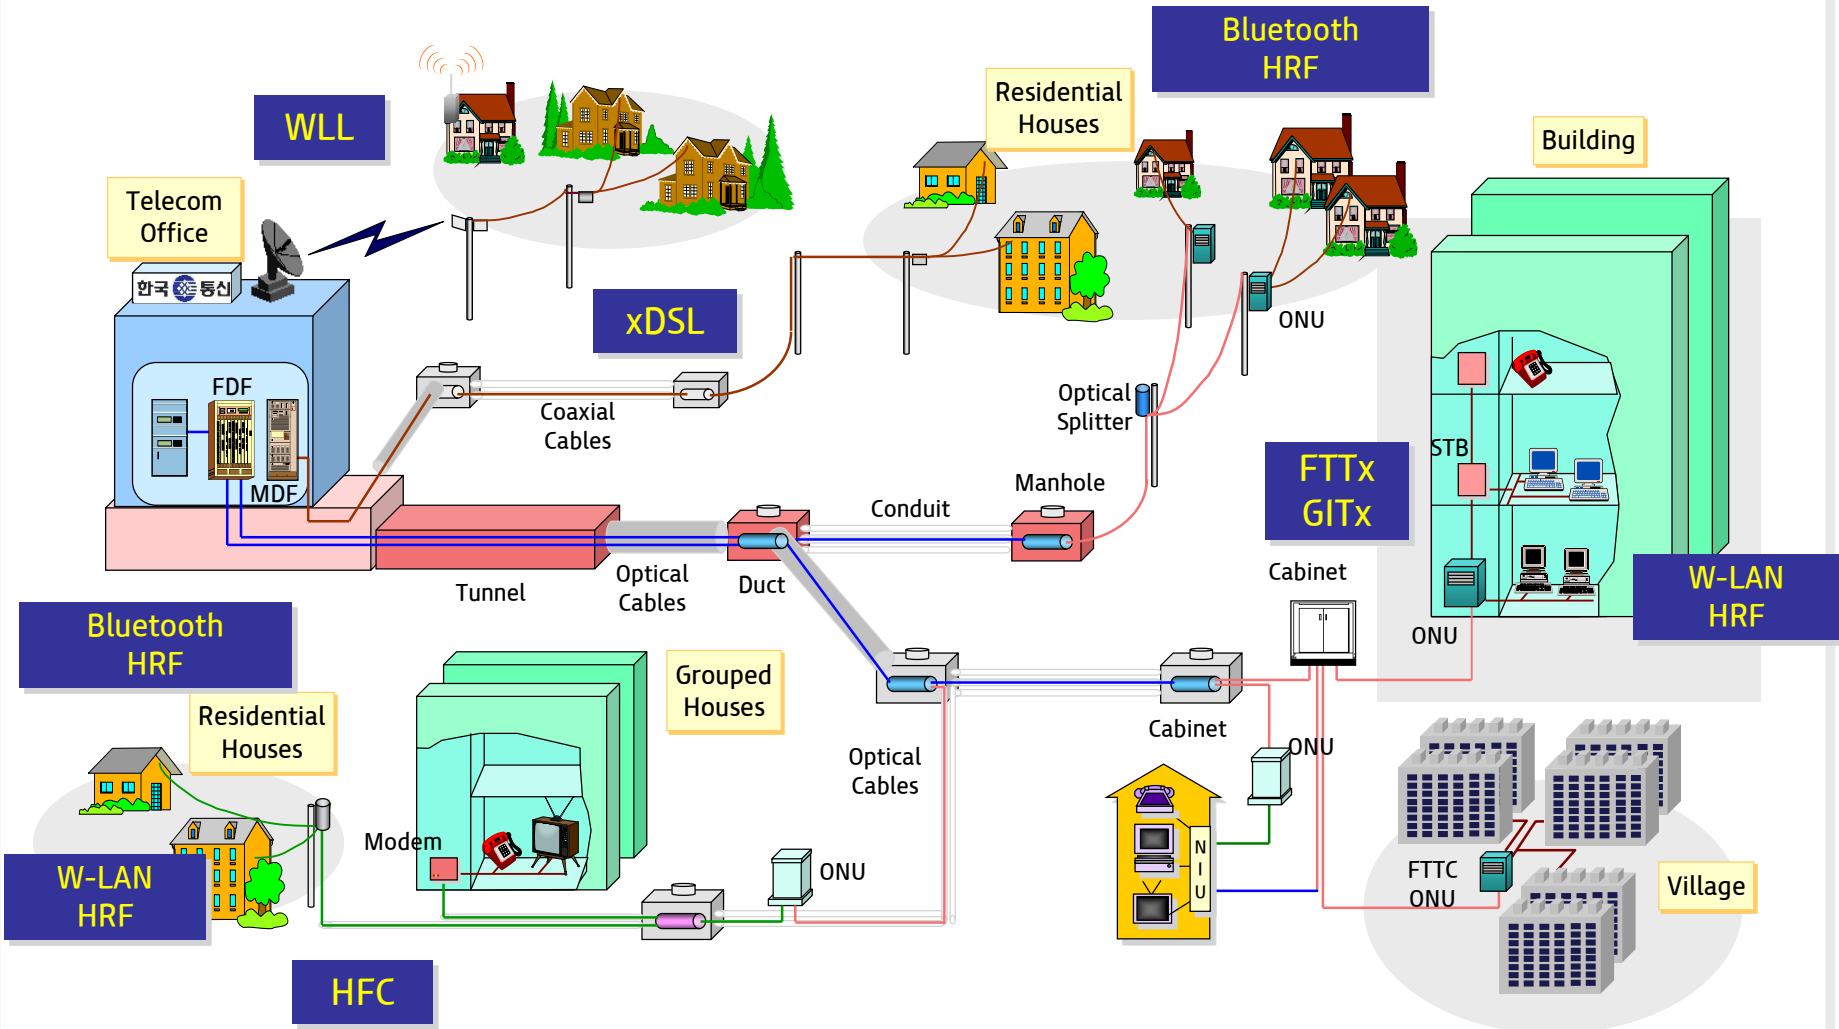 Bluetooth
HRF
WLL
Residential
Houses
Building
Telecom
Office
한국 통신
xDSL
ONU
FDF
MDF
Coaxial
Cables
Optical
Splitter
STB
FTTx
GITx
Manhole
Conduit
Tunnel
Optical
Cables
Duct
Cabinet
W-LAN
HRF
ONU
Bluetooth
HRF
Grouped
Houses
Residential
Houses
Cabinet
ONU
Optical
Cables
Modem
ONU
N
I
U
FTTC
ONU
Village
W-LAN
HRF
HFC